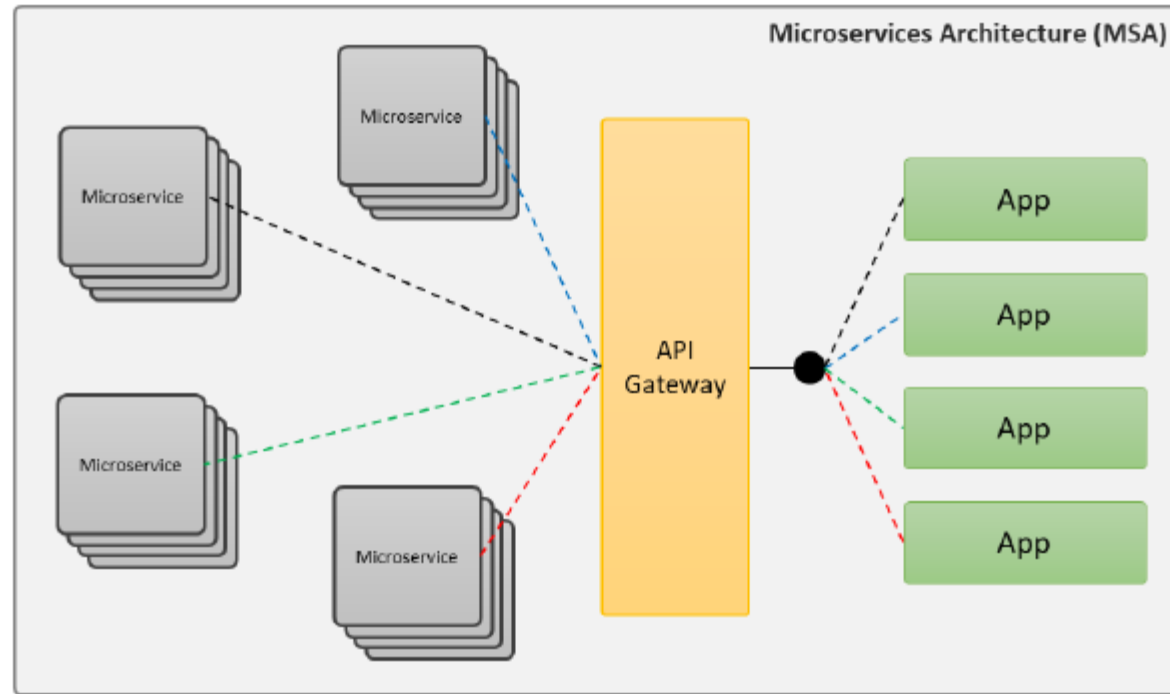 Microservices Architecture (MSA)
Microservice
Microservice
Microservice
Microservice
API
Gateway
App
App
App
App